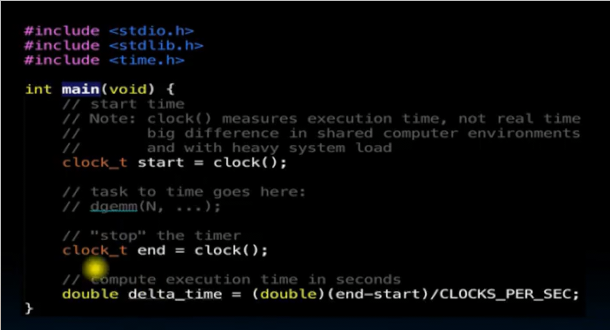 #include <stdio.h>
#include <stdlib.h>
#include <time.h>
int main(void) {
// start time
// Note: clock() measures execution time, not real time
// big difference in shared computer environments
// and with heavy system load
clock_t start = clock();
// task to time goes here:
// dgemm(N, ...);
// "stop" the timer
clock_t end = clock();
// compute execution time in seconds
double delta_time = (double)(end-start)/CLOCKS_PER_SEC;
}